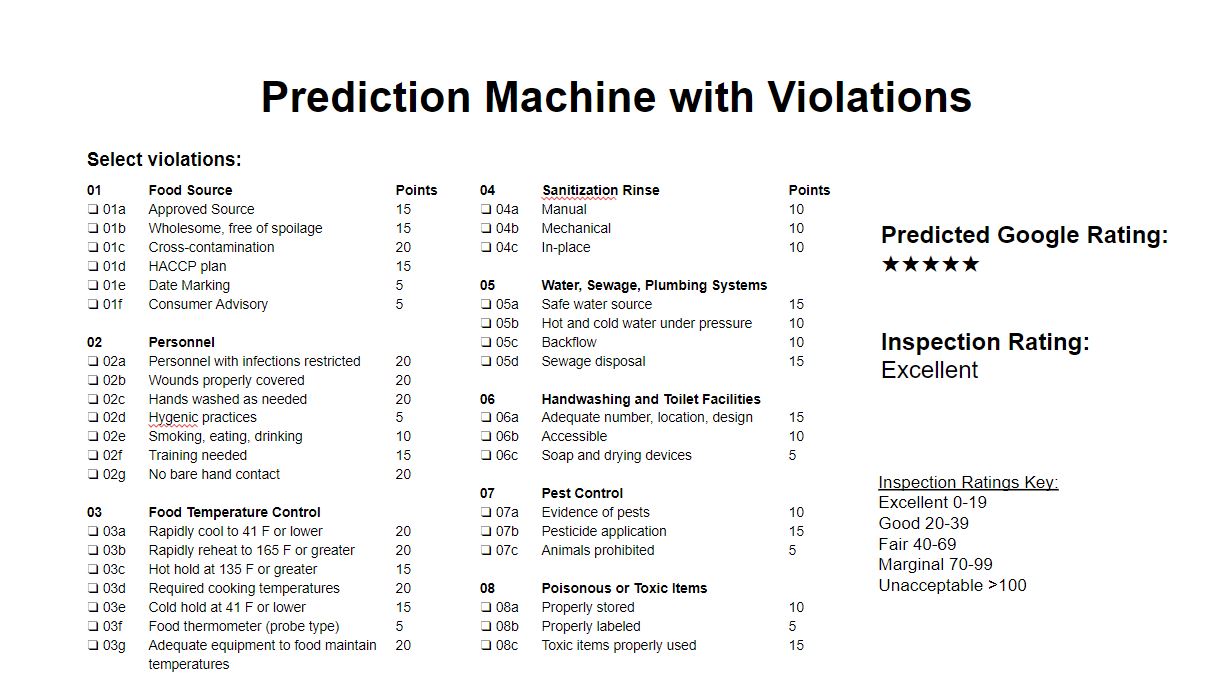 Prediction Machine with Violations
Select violations:
01 Food Source Points
❏ 01a Approved Source 15
❏ 01b Wholesome, free of spoilage 15
❏ 01c Cross-contamination 20
❏ 01d HACCP plan 15
❏ 01e Date Marking 5
❏ 01f Consumer Advisory 5
02 Personnel
❏ 02a Personnel with infections restricted 20
❏ 02b Wounds properly covered 20
❏ 02c Hands washed as needed 20
❏ 02d Hygenic practices 5
❏ 02e Smoking, eating, drinking 10
❏ 02f Training needed 15
❏ 02g No bare hand contact 20
03 Food Temperature Control
❏ 03a Rapidly cool to 41 F or lower 20
❏ 03b Rapidly reheat to 165 F or greater 20
❏ 03c Hot hold at 135 F or greater 15
❏ 03d Required cooking temperatures 20
❏ 03e Cold hold at 41 F or lower 15
❏ 03f Food thermometer (probe type) 5
❏ 03g Adequate equipment to food maintain 20
temperatures
04 Sanitization Rinse Points
❏ 04a Manual 10
❏ 04b Mechanical 10
❏ 04c In-place 10
05 Water, Sewage, Plumbing Systems
❏ 05a Safe water source 15
❏ 05b Hot and cold water under pressure 10
❏ 05c Backflow 10
❏ 05d Sewage disposal 15
06 Handwashing and Toilet Facilities
❏ 06a Adequate number, location, design 15
❏ 06b Accessible 10
❏ 06c Soap and drying devices 5
07 Pest Control
❏ 07a Evidence of pests 10
❏ 07b Pesticide application 15
❏ 07c Animals prohibited 5
08 Poisonous or Toxic Items
❏ 08a Properly stored 10
❏ 08b Properly labeled 5
❏ 08c Toxic items properly used 15
Predicted Google Rating:
★★★★★
Inspection Rating:
Excellent
Inspection Ratings Key:
Excellent 0-19
Good 20-39
Fair 40-69
Marginal 70-99
Unacceptable >100